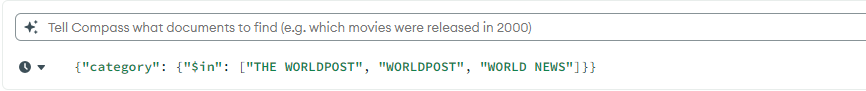 Tell Compass what documents to find (e.g. which movies were released in 2000)
{"category": {"$in": ["THE WORLDPOST", "WORLDPOST", "WORLD NEWS"]}}